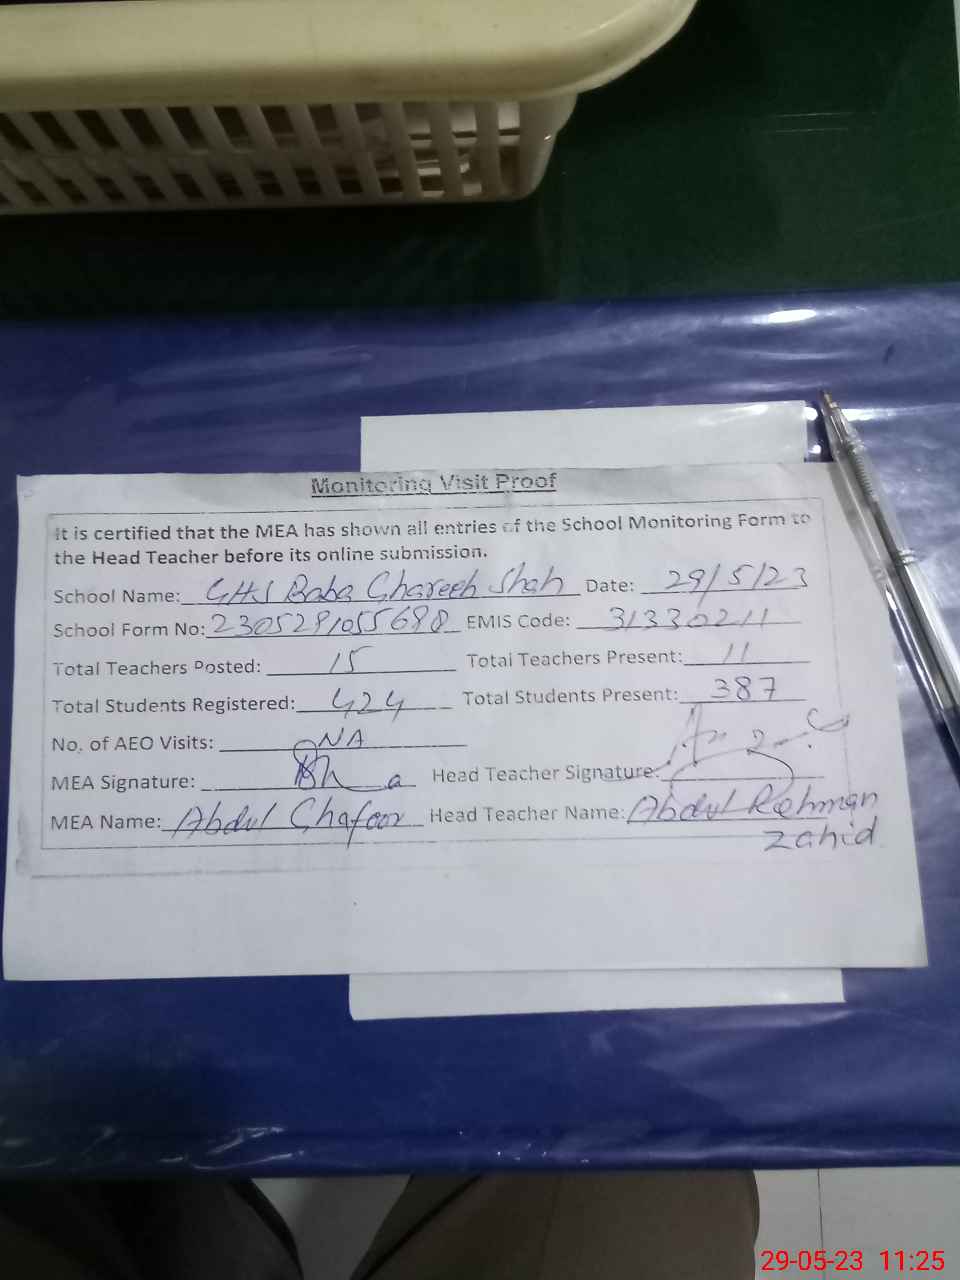 Monitoring Visit Proof
It is certified that the MEA has shown all entries of the School Monitoring Form to
the Head Teacher before its online submission.
School Name: GHS Baba Ghareeb Shah Date: 29/5/23
School Form No: 2305291055698 EMIS Code: 31330211
Total Teachers Posted: 15 Total Teachers Present: 11
Total Students Registered: 424 Total Students Present: 387
No. of AEO Visits: NA
MEA Signature: Head Teacher Signature:
MEA Name: Abdul Ghafoor Head Teacher Name: Abdul Rehman
Zahid
29-05-23 11:25